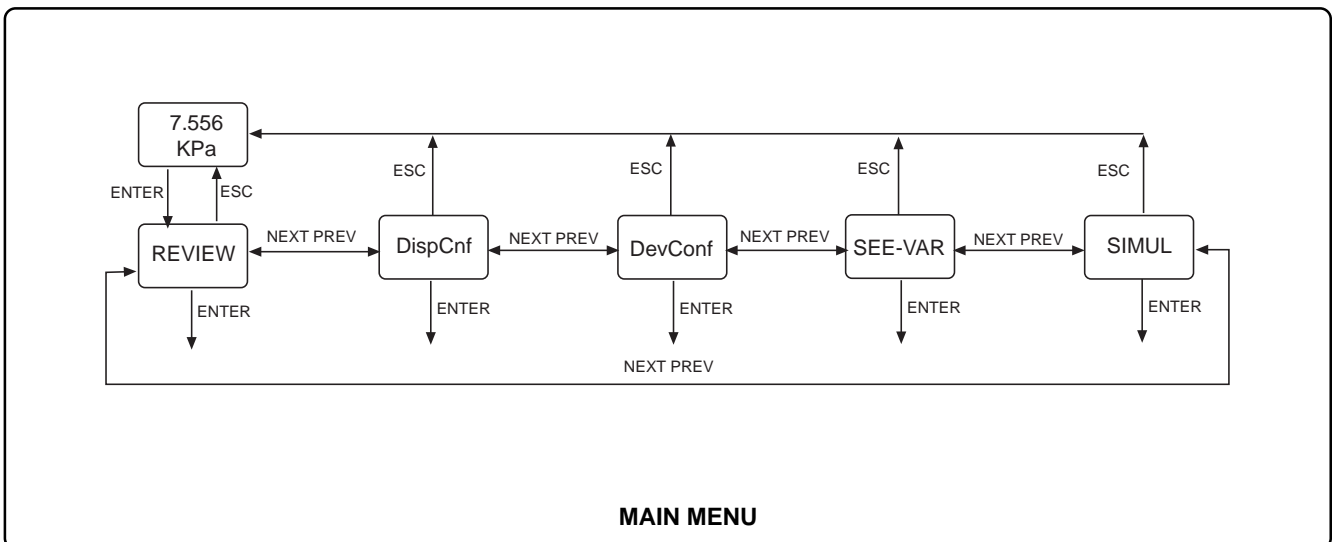 7.556
KPa
ESC ESC ESC ESC
ENTER ESC
REVIEW NEXT PREV DispCnf NEXT PREV DevConf NEXT PREV SEE-VAR NEXT PREV SIMUL
ENTER ENTER ENTER ENTER ENTER
NEXT PREV
MAIN MENU